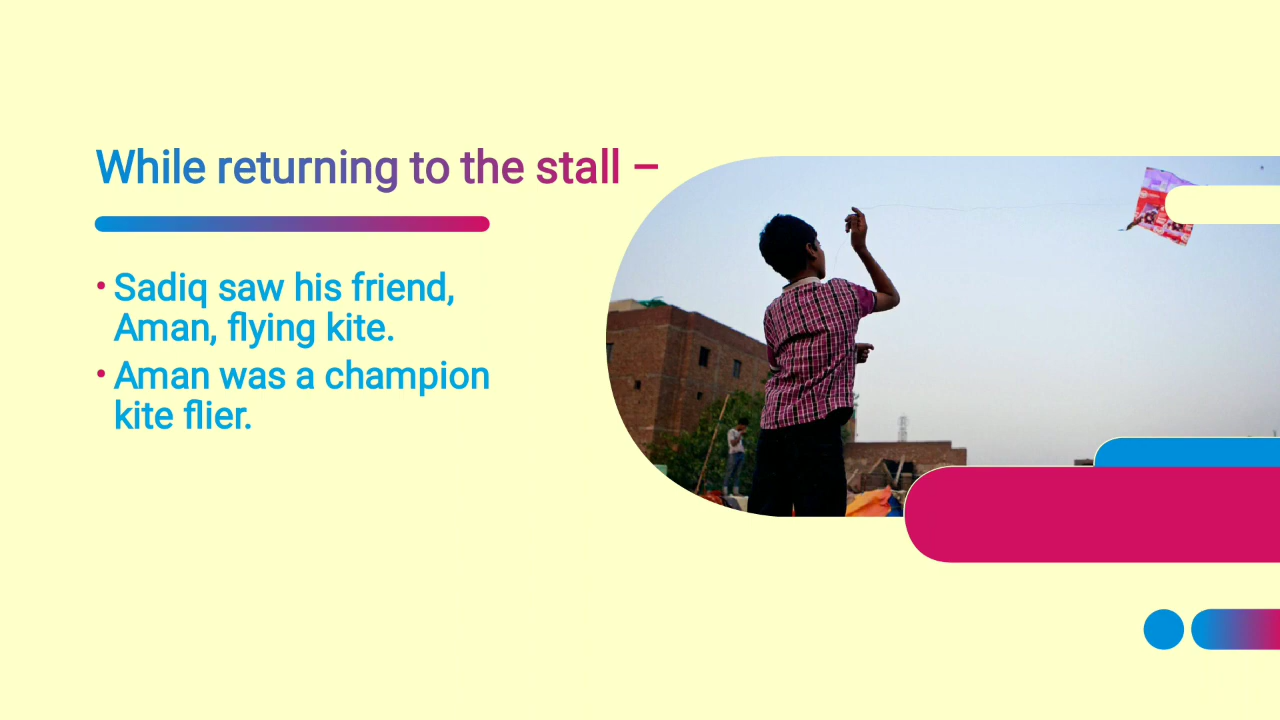 While returning to the stall –
• Sadiq saw his friend,
Aman, flying kite.
• Aman was a champion
kite flier.